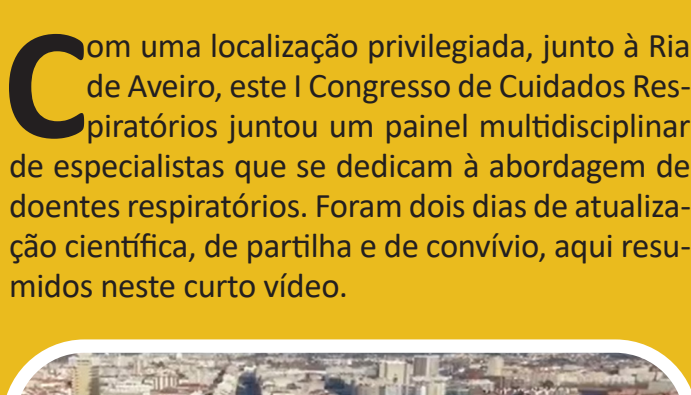 Com uma localização privilegiada, junto à Ria
de Aveiro, este I Congresso de Cuidados Res-
piratórios juntou um painel multidisciplinar
de especialistas que se dedicam à abordagem de
doentes respiratórios. Foram dois dias de atualiza-
ção científica, de partilha e de convívio, aqui resu-
midos neste curto vídeo.